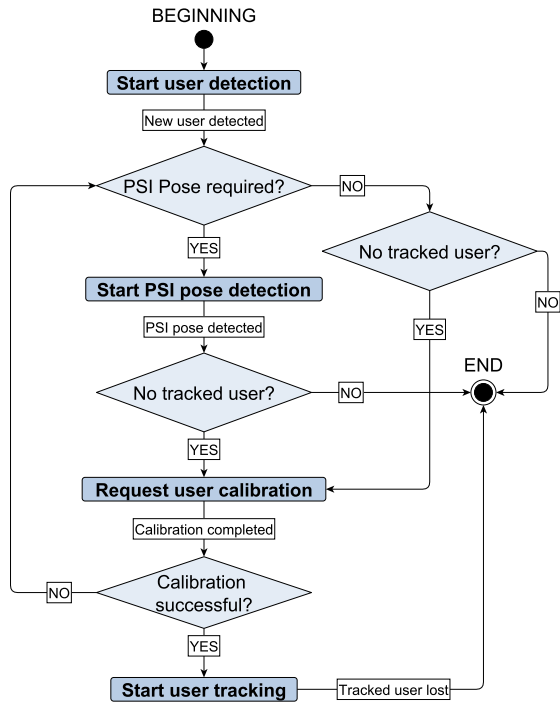 BEGINNING
Start user detection
New user detected
PSI Pose required?
NO
No tracked user?
YES
Start PSI pose detection
NO
PSI pose detected
YES
END
No tracked user?
NO
YES
Request user calibration
Calibration completed
Calibration
successful?
NO
YES
Start user tracking
Tracked user lost